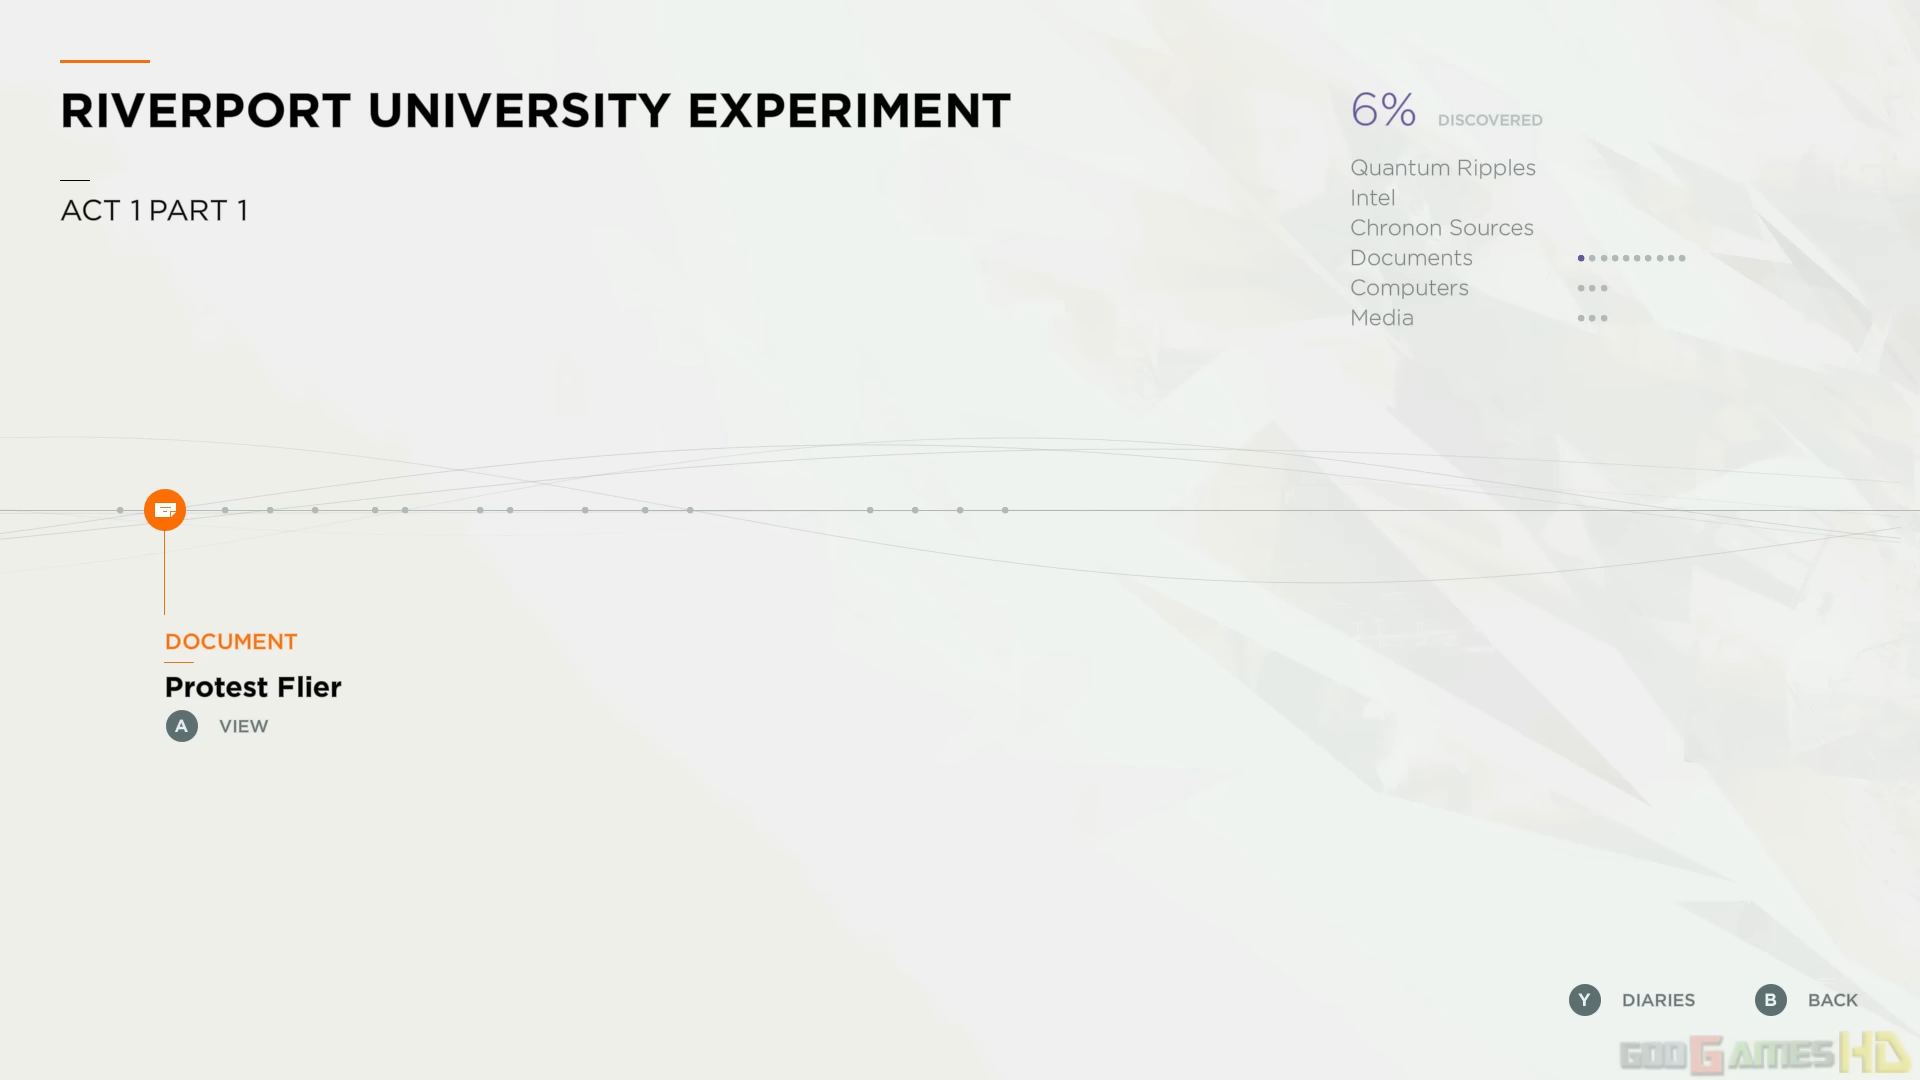 RIVERPORT UNIVERSITY EXPERIMENT
ACT 1 PART 1
6% DISCOVERED
Quantum Ripples
Intel
Chronon Sources
Documents
Computers
Media
DOCUMENT
Protest Flier
A VIEW
Y DIARIES B BACK
GODGAMESHD